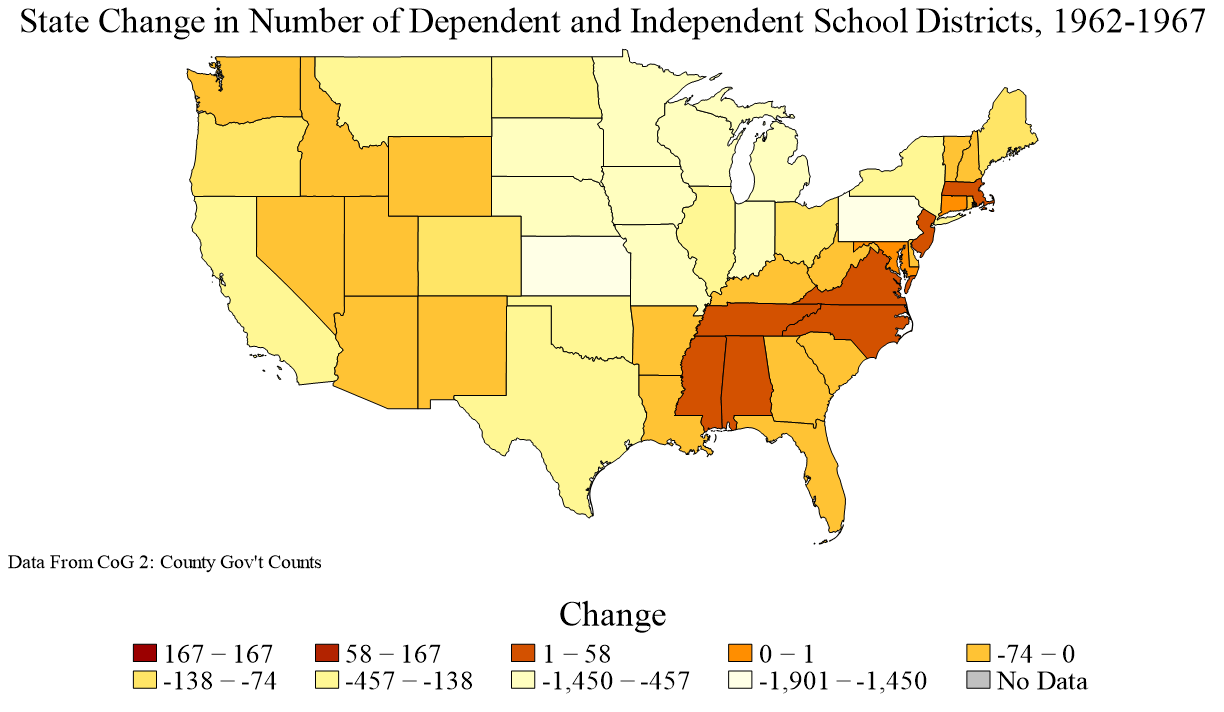 State Change in Number of Dependent and Independent School Districts, 1962-1967
Data From CoG 2: County Gov't Counts
Change
167 – 167 58 – 167 1 – 58 0 – 1 -74 – 0
-138 – -74 -457 – -138 -1,450 – -457 -1,901 – -1,450 No Data